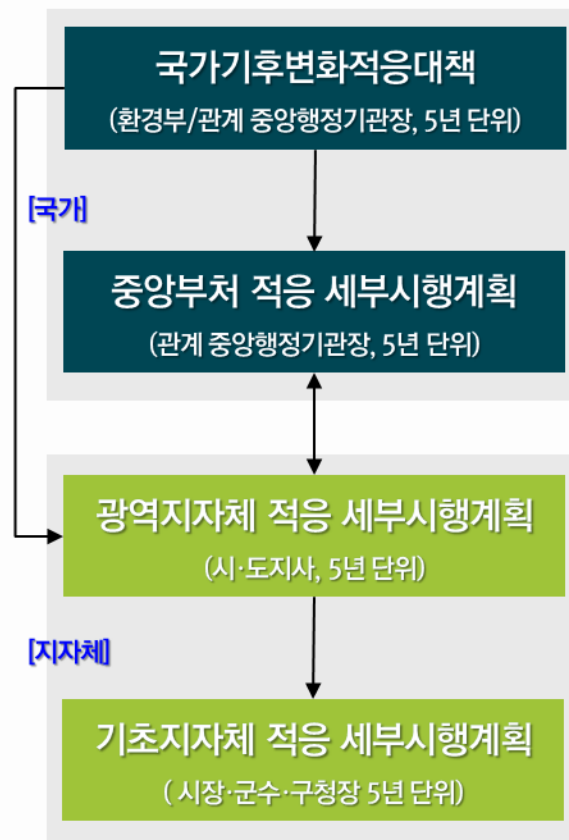 국가기후변화적응대책
(환경부/관계 중앙행정기관장, 5년 단위)
[국가]
중앙부처 적응 세부시행계획
(관계 중앙행정기관장, 5년 단위)
광역지자체 적응 세부시행계획
(시·도지사, 5년 단위)
[지자체]
기초지자체 적응 세부시행계획
( 시장·군수·구청장 5년 단위)